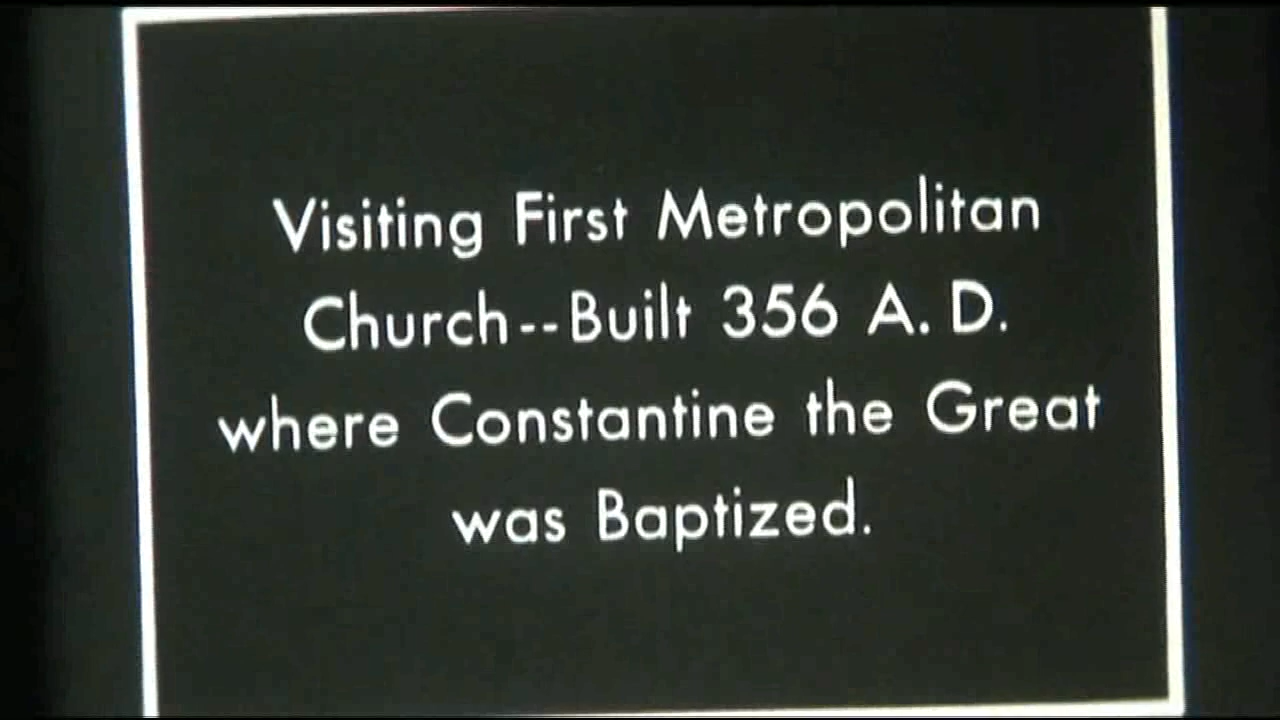 Visiting First Metropolitan
Church--Built 356 A. D.
where Constantine the Great
was Baptized.